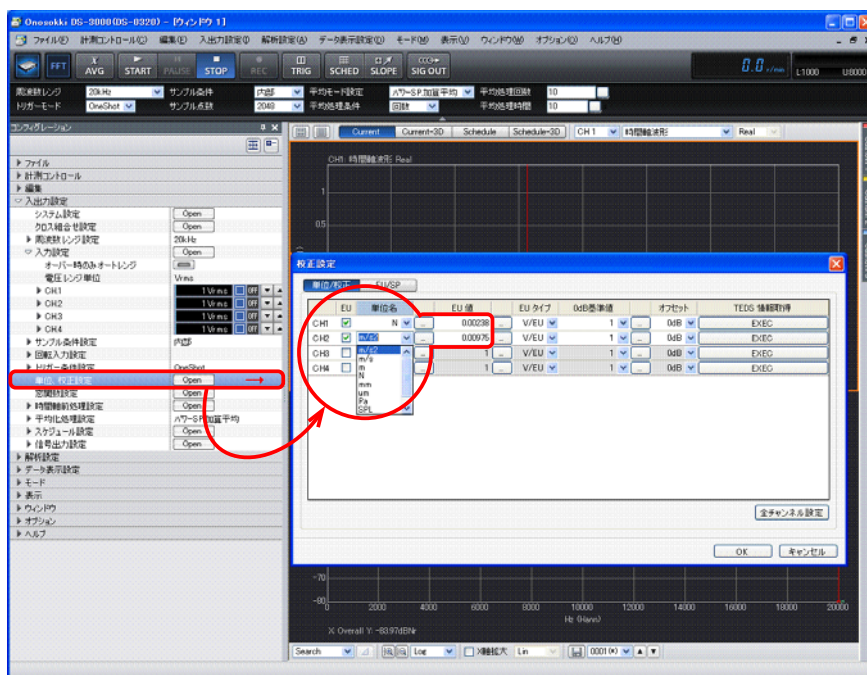 Onosokki DS-3000(DS-0320) - [ウィンドウ 1]
ファイル(F) 計測コントロール(C) 編集(E) 入出力設定(I) 解析設定(A) データ表示設定(D) モード(M) 表示(V) ウィンドウ(W) オプション(O) ヘルプ(H)
FFT AVG START PAUSE STOP REC TRIG SCHED SLOPE SIG OUT 0.0 r/min L1000 U8000
周波数レンジ 20kHz サンプル条件 内部 平均モード設定 パワーSP.加算平均 平均処理回数 10
トリガーモード OneShot サンプル点数 2048 平均処理条件 回数 平均処理時間 10
コンフィグレーション
Current Current-3D Schedule Schedule-3D CH 1 時間軸波形 Real
ファイル
計測コントロール
編集
入出力設定
システム設定 Open
クロス組合せ設定 Open
周波数レンジ設定 20kHz
入力設定 Open
オーバー時のみオートレンジ
電圧レンジ単位 Vrms
CH1 1Vrms OFF
CH2 1Vrms OFF
CH3 1Vrms OFF
CH4 1Vrms OFF
サンプル条件設定 内部
回転入力設定
トリガー条件設定 OneShot
単位/校正設定 Open
窓関数設定 Open
時間軸前処理設定 Open
平均化処理設定 パワーSP.加算平均
スケジュール設定 Open
信号出力設定 Open
解析設定
データ表示設定
モード
表示
ウィンドウ
オプション
ヘルプ
CH1: 時間軸波形 Real
1
0.5
校正設定
単位/校正 EU/SP
EU 単位名 EU 値 EU タイプ 0dB基準値 オフセット TEDS 情報取得
CH1 N ... 0.00238 ... V/EU 1 ... 0dB EXEC
CH2 m/s2 ... 0.00975 ... V/EU 1 ... 0dB EXEC
CH3 1 ... V/EU 1 ... 0dB EXEC
CH4 1 ... V/EU 1 ... 0dB EXEC
m/s2
m/s
m
N
mm
um
Pa
SPL
全チャンネル設定
OK キャンセル
-70
-90
0 2000 4000 6000 8000 10000 12000 14000 16000 18000 20000
Hz (Hann)
X: Overall Y: -83.97dBNr
Search Log X軸拡大 Lin 0001(*)